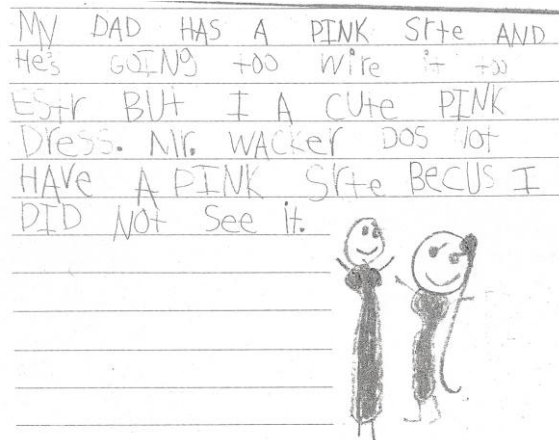 MY DAD HAS A PINK Srte AND
He's GOING too wire it too
EStr BUt I A CUte PINK
Dress. Mr. WACKer DOS Not
HAVe A PINK Srte BeCUS I
DID NOt See it.